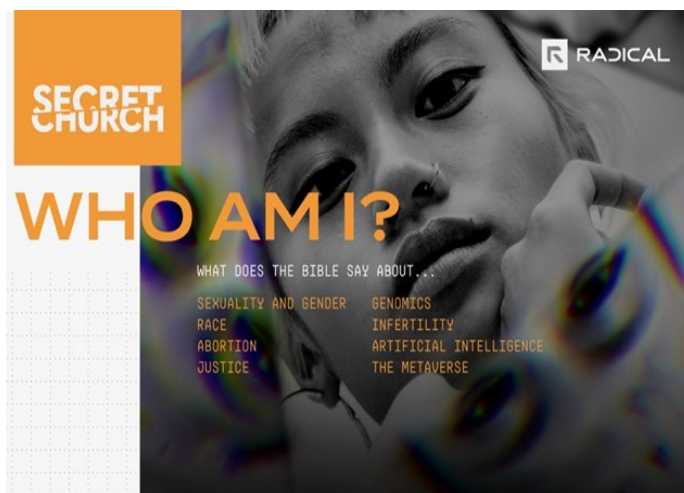 SECRET
CHURCH
RADICAL
WHO AM I?
WHAT DOES THE BIBLE SAY ABOUT...
SEXUALITY AND GENDER
RACE
ABORTION
JUSTICE
GENOMICS
INFERTILITY
ARTIFICIAL INTELLIGENCE
THE METAVERSE